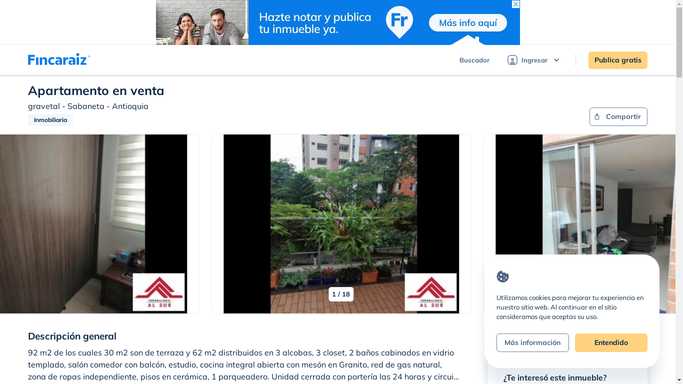 Hazte notar y publica
tu inmueble ya.
Fr
Más info aquí
Fincaraiz
Buscador
Ingresar
Publica gratis
Apartamento en venta
gravetal - Sabaneta - Antioquia
Inmobiliaria
Compartir
AL SUR
1 / 18
AL SUR
Utilizamos cookies para mejorar tu experiencia en
nuestro sitio web. Al continuar en el sitio
consideramos que aceptas su uso.
Más información
Entendido
Descripción general
92 m2 de los cuales 30 m2 son de terraza y 62 m2 distribuidos en 3 alcobas, 3 closet, 2 baños cabinados en vidrio
templado, salón comedor con balcón, estudio, cocina integral abierta con mesón en Granito, red de gas natural,
zona de ropas independiente, pisos en cerámica, 1 parqueadero. Unidad cerrada con portería las 24 horas y circui...
¿Te interesó este inmueble?